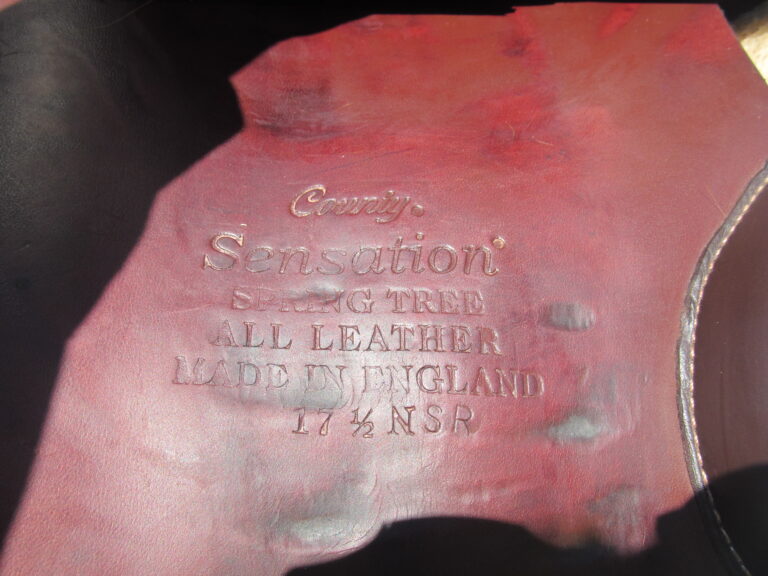 County.
Sensation
SPRING TREE
ALL LEATHER
MADE IN ENGLAND
17 ½ NSR